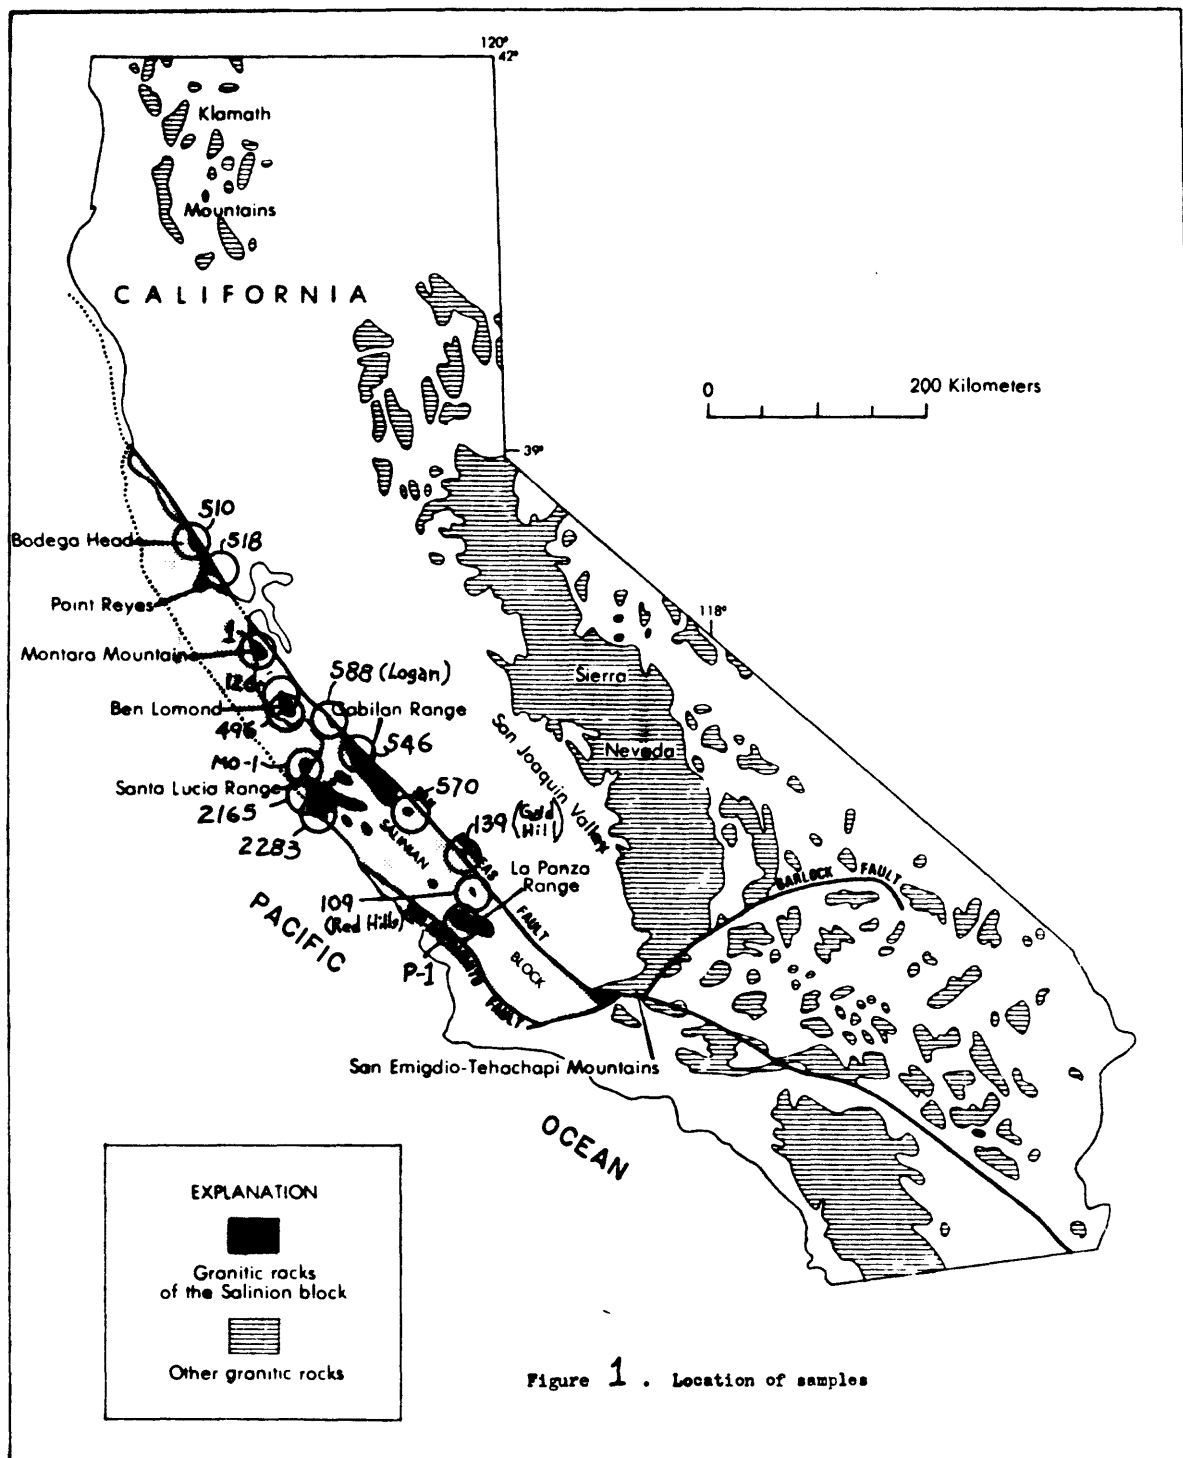 120°
42°
Klamath
Mountains
CALIFORNIA
0
200 Kilometers
39°
510
Bodega Head
518
Point Reyes
118°
1
Montara Mountain
588 (Logan)
Sierra
Ben Lomond
Gabilan Range
496
546
Nevada
San Joaquin Valley
MO-1
Santa Lucia Range
570
2165
139 (Gold Hill)
2283
SALINIAN
La Panza
Range
GARLOCK FAULT
109
(Red Hills)
PACIFIC
FAULT
P-1
BLOCK
FAULT
San Emigdio-Tehachapi Mountains
OCEAN
EXPLANATION
Granitic rocks
of the Salinion block
Other granitic rocks
Figure 1. Location of samples